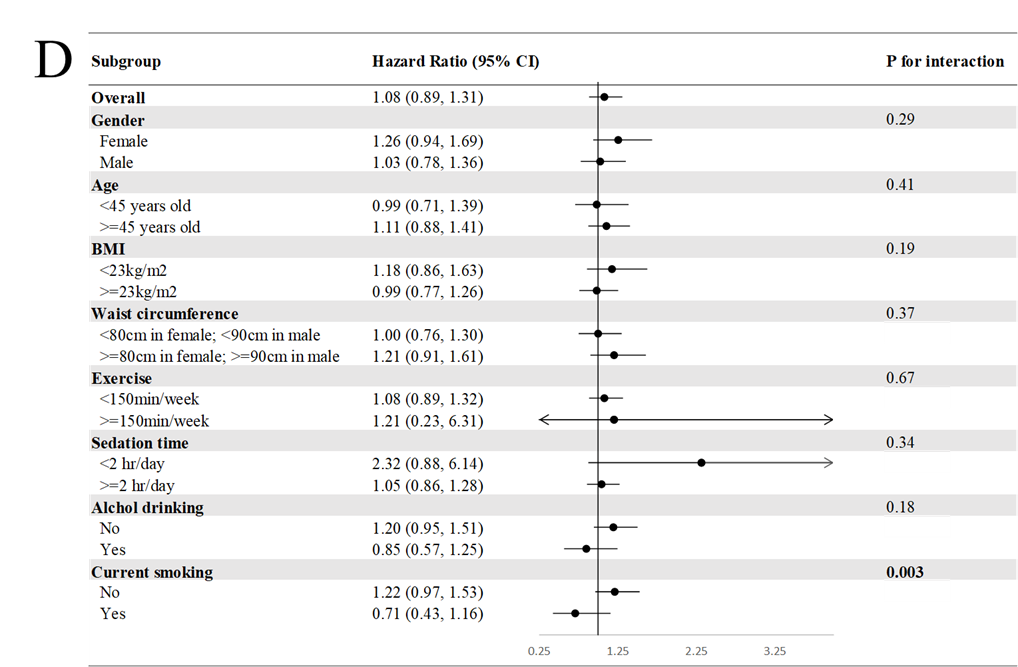 D
Subgroup Hazard Ratio (95% CI) P for interaction
Overall 1.08 (0.89, 1.31)
Gender 0.29
Female 1.26 (0.94, 1.69)
Male 1.03 (0.78, 1.36)
Age 0.41
<45 years old 0.99 (0.71, 1.39)
>=45 years old 1.11 (0.88, 1.41)
BMI 0.19
<23kg/m2 1.18 (0.86, 1.63)
>=23kg/m2 0.99 (0.77, 1.26)
Waist circumference 0.37
<80cm in female; <90cm in male 1.00 (0.76, 1.30)
>=80cm in female; >=90cm in male 1.21 (0.91, 1.61)
Exercise 0.67
<150min/week 1.08 (0.89, 1.32)
>=150min/week 1.21 (0.23, 6.31)
Sedation time 0.34
<2 hr/day 2.32 (0.88, 6.14)
>=2 hr/day 1.05 (0.86, 1.28)
Alchol drinking 0.18
No 1.20 (0.95, 1.51)
Yes 0.85 (0.57, 1.25)
Current smoking 0.003
No 1.22 (0.97, 1.53)
Yes 0.71 (0.43, 1.16)
0.25 1.25 2.25 3.25